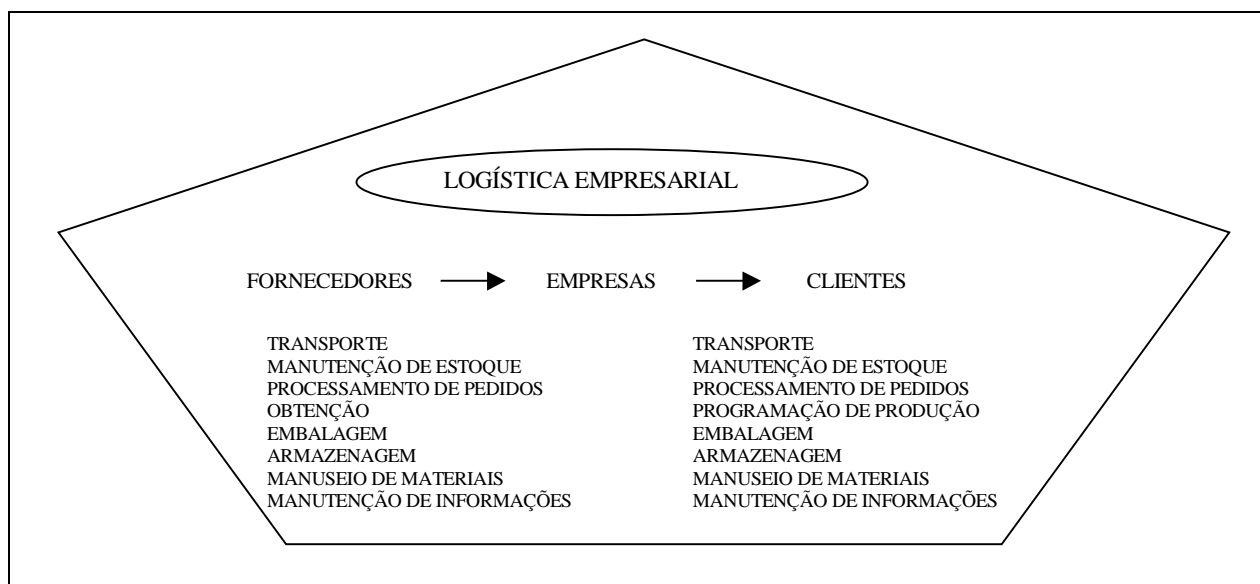 LOGÍSTICA EMPRESARIAL
FORNECEDORES EMPRESAS CLIENTES
TRANSPORTE
MANUTENÇÃO DE ESTOQUE
PROCESSAMENTO DE PEDIDOS
OBTENÇÃO
EMBALAGEM
ARMAZENAGEM
MANUSEIO DE MATERIAIS
MANUTENÇÃO DE INFORMAÇÕES
TRANSPORTE
MANUTENÇÃO DE ESTOQUE
PROCESSAMENTO DE PEDIDOS
PROGRAMAÇÃO DE PRODUÇÃO
EMBALAGEM
ARMAZENAGEM
MANUSEIO DE MATERIAIS
MANUTENÇÃO DE INFORMAÇÕES